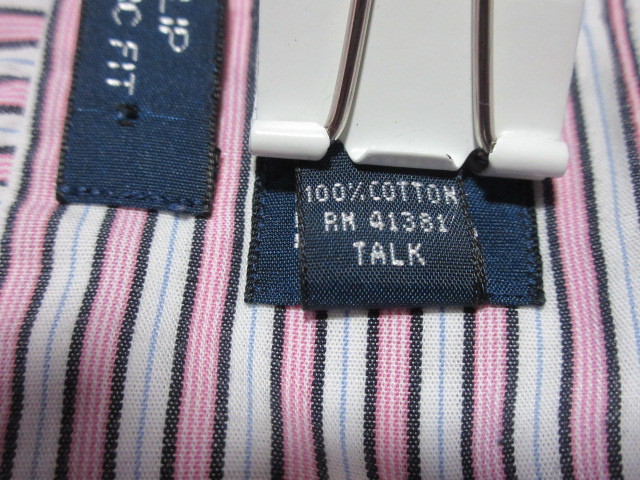 FIT
100% COTTON
RN 41381
TALK